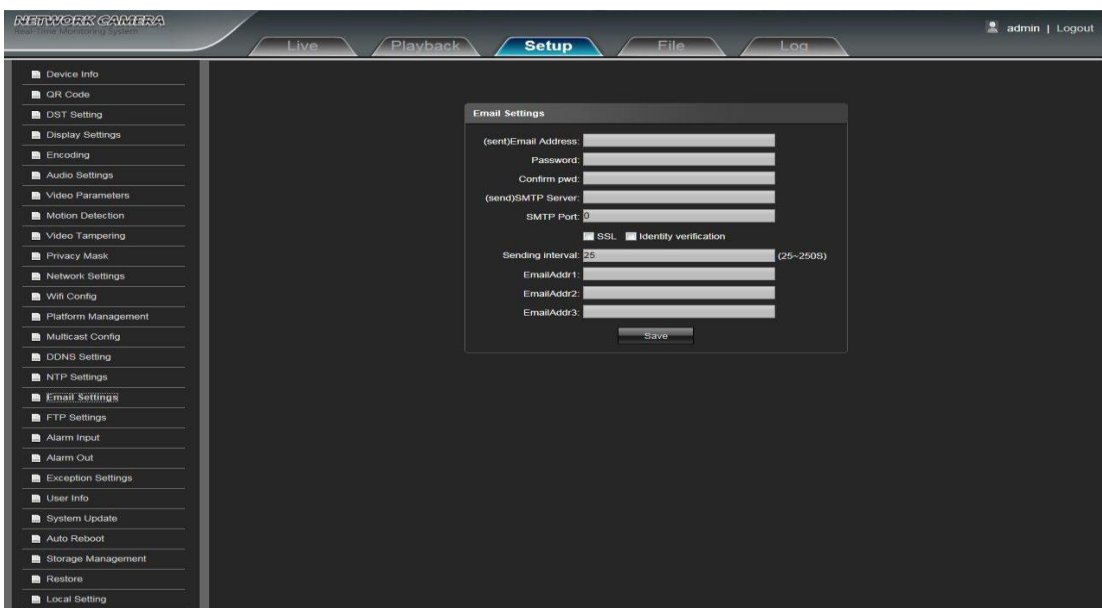 NETWORK CAMERA
Real-Time Monitoring System
admin | Logout
Live Playback Setup File Log
Device Info
QR Code
DST Setting
Display Settings
Encoding
Audio Settings
Video Parameters
Motion Detection
Video Tampering
Privacy Mask
Network Settings
Wifi Config
Platform Management
Multicast Config
DDNS Setting
NTP Settings
Email Settings
FTP Settings
Alarm Input
Alarm Out
Exception Settings
User Info
System Update
Auto Reboot
Storage Management
Restore
Local Setting
Email Settings
(sent)Email Address:
Password:
Confirm pwd:
(send)SMTP Server:
SMTP Port: 0
SSL Identity verification
Sending interval: 25 (25~250S)
EmailAddr1:
EmailAddr2:
EmailAddr3:
Save